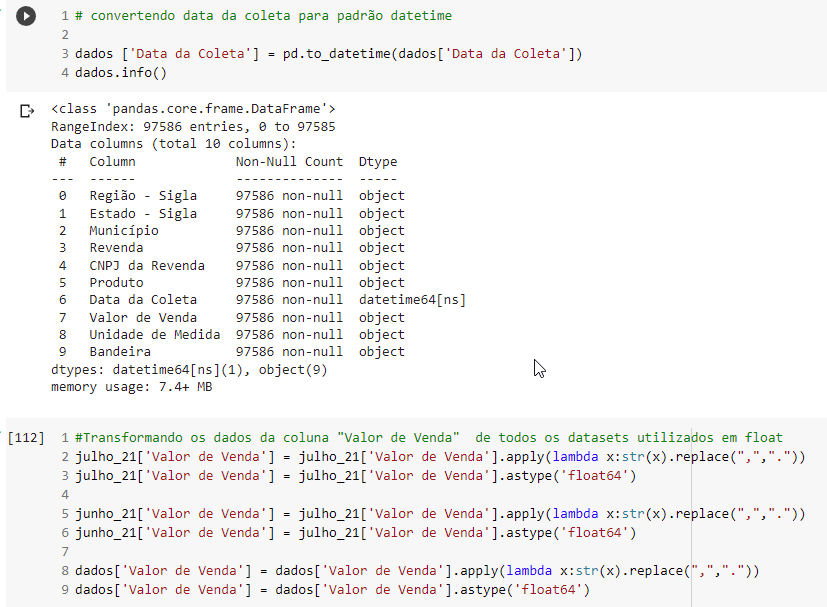 1 # convertendo data da coleta para padrão datetime
2
3 dados ['Data da Coleta'] = pd.to_datetime(dados['Data da Coleta'])
4 dados.info()
<class 'pandas.core.frame.DataFrame'>
RangeIndex: 97586 entries, 0 to 97585
Data columns (total 10 columns):
 #   Column             Non-Null Count  Dtype
---  ------             --------------  -----
 0   Região - Sigla     97586 non-null  object
 1   Estado - Sigla     97586 non-null  object
 2   Município          97586 non-null  object
 3   Revenda            97586 non-null  object
 4   CNPJ da Revenda    97586 non-null  object
 5   Produto            97586 non-null  object
 6   Data da Coleta     97586 non-null  datetime64[ns]
 7   Valor de Venda     97586 non-null  object
 8   Unidade de Medida  97586 non-null  object
 9   Bandeira           97586 non-null  object
dtypes: datetime64[ns](1), object(9)
memory usage: 7.4+ MB
[112] 1 #Transformando os dados da coluna "Valor de Venda"  de todos os datasets utilizados em float
2 julho_21['Valor de Venda'] = julho_21['Valor de Venda'].apply(lambda x:str(x).replace(",","."))
3 julho_21['Valor de Venda'] = julho_21['Valor de Venda'].astype('float64')
4
5 junho_21['Valor de Venda'] = julho_21['Valor de Venda'].apply(lambda x:str(x).replace(",","."))
6 junho_21['Valor de Venda'] = julho_21['Valor de Venda'].astype('float64')
7
8 dados['Valor de Venda'] = dados['Valor de Venda'].apply(lambda x:str(x).replace(",","."))
9 dados['Valor de Venda'] = dados['Valor de Venda'].astype('float64')